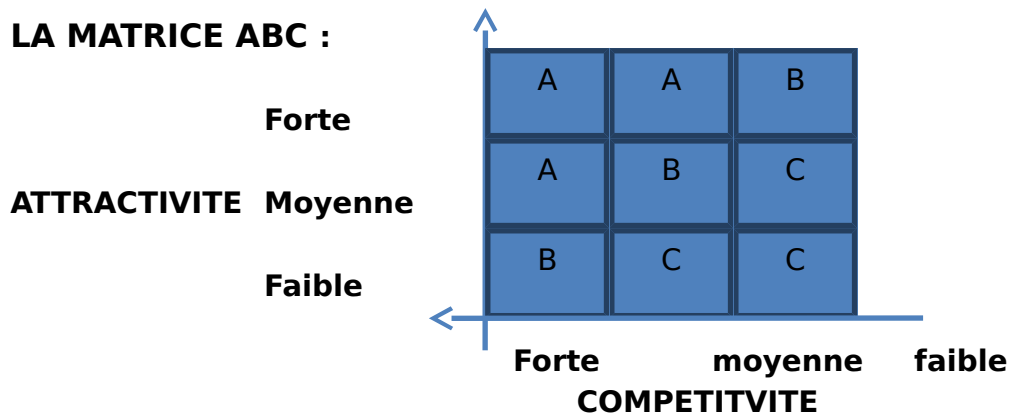 LA MATRICE ABC :
A A B
Forte
A B C
ATTRACTIVITE Moyenne
B C C
Faible
Forte moyenne faible
COMPETITVITE